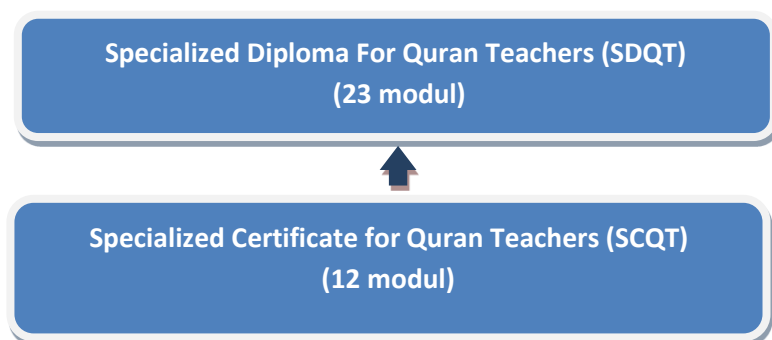 Specialized Diploma For Quran Teachers (SDQT)
(23 modul)
Specialized Certificate for Quran Teachers (SCQT)
(12 modul)